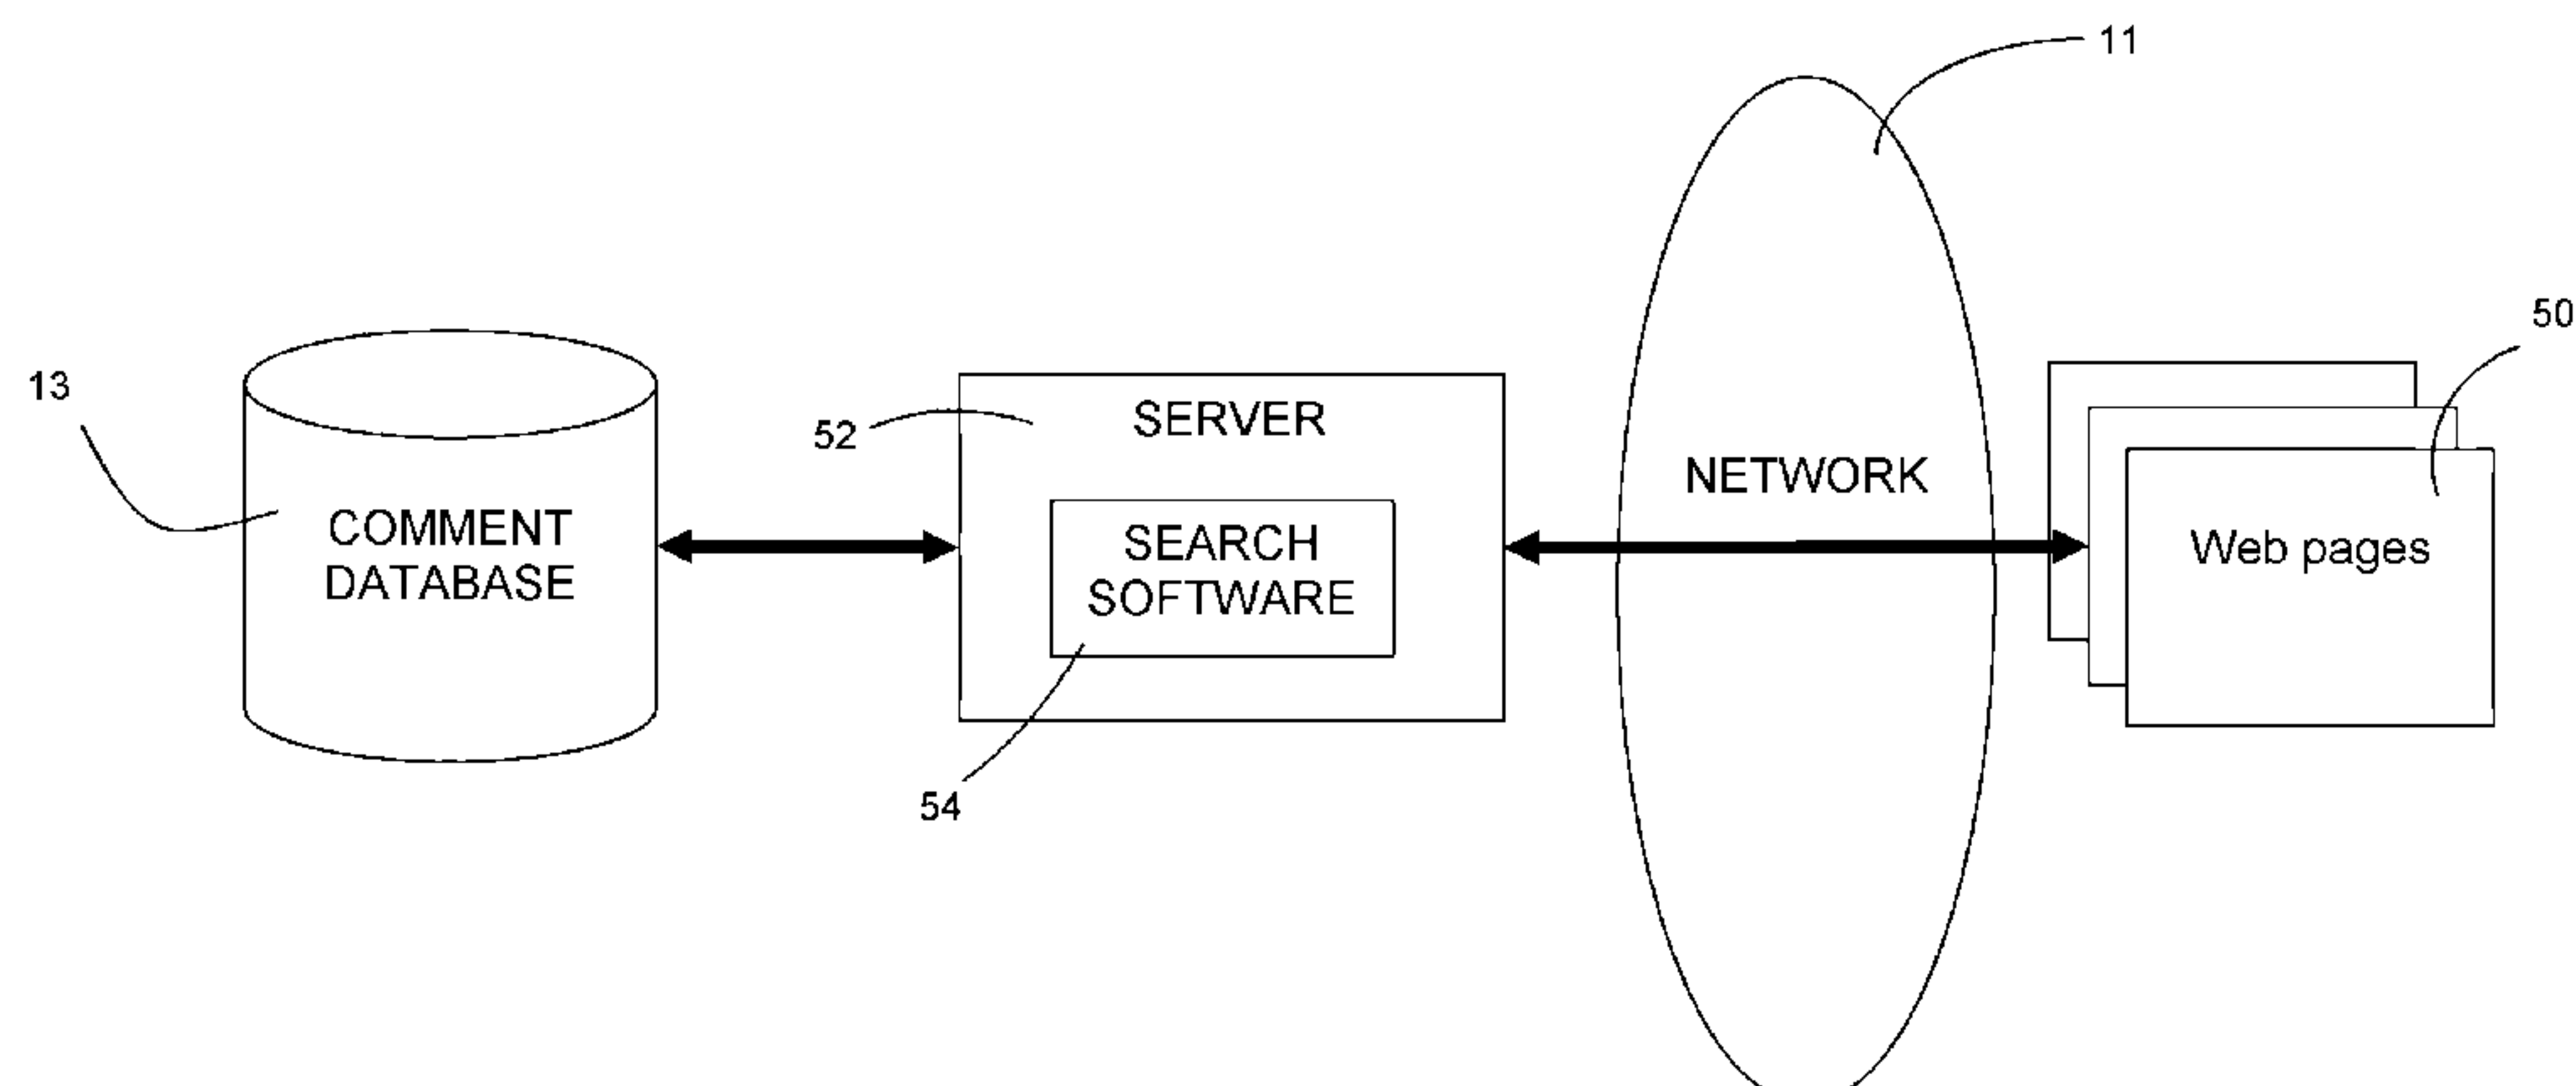 11
50
13
52
SERVER
NETWORK
COMMENT
DATABASE
SEARCH
SOFTWARE
Web pages
54